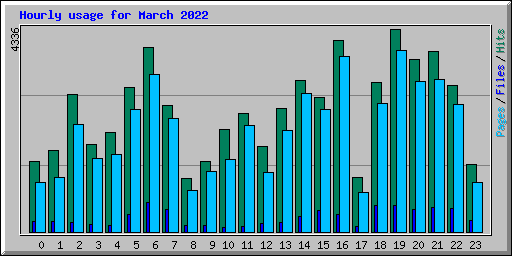 Hourly usage for March 2022
4336
Pages/Files/Hits
0 1 2 3 4 5 6 7 8 9 10 11 12 13 14 15 16 17 18 19 20 21 22 23